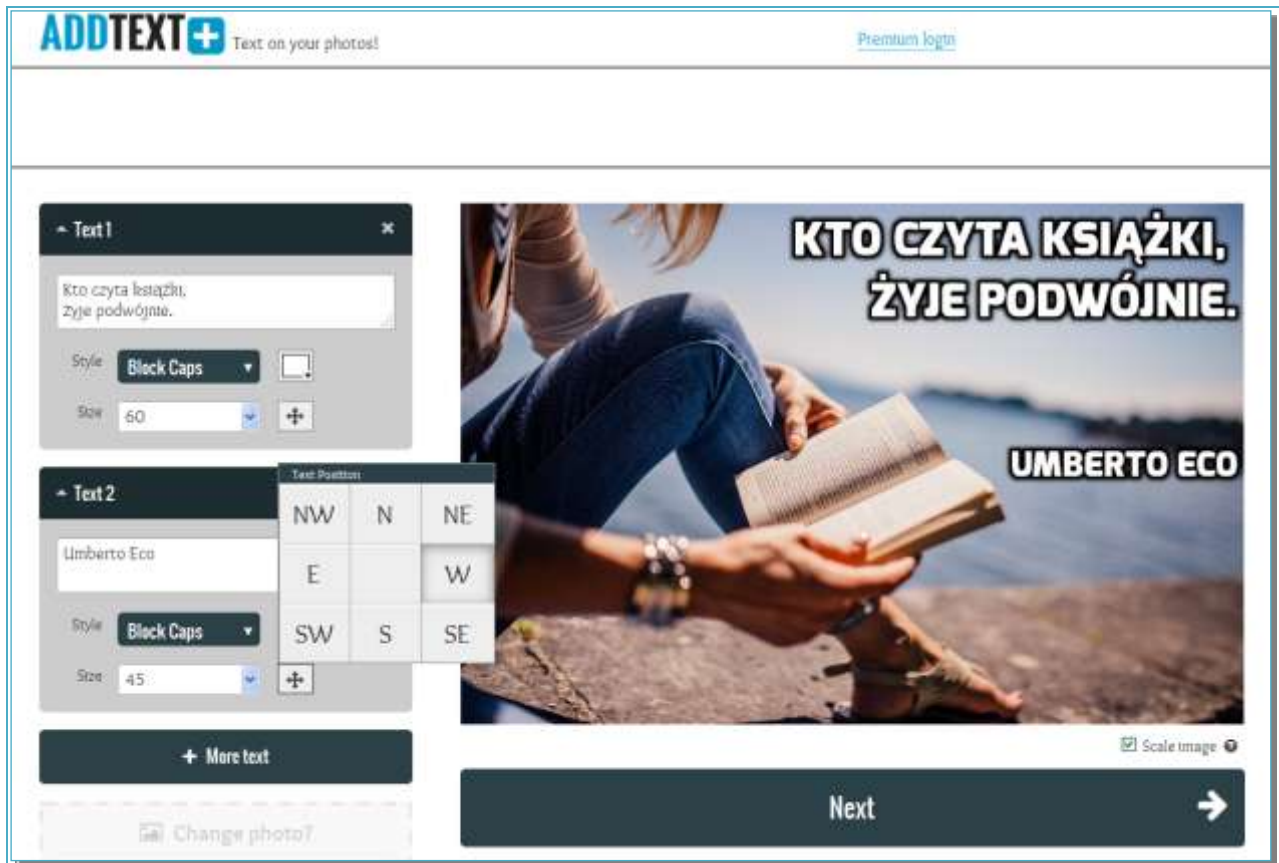 ADDTEXT+ Text on your photos!
Premium login
Text 1
Kto czyta książki,
żyje podwójnie.
Style Block Caps
Size 60
Text 2
Umberto Eco
Style Block Caps
Size 45
Text Position
NW N NE
E W
SW S SE
+ More text
Change photo?
KTO CZYTA KSIĄŻKI,
ŻYJE PODWÓJNIE.
UMBERTO ECO
Scale image
Next